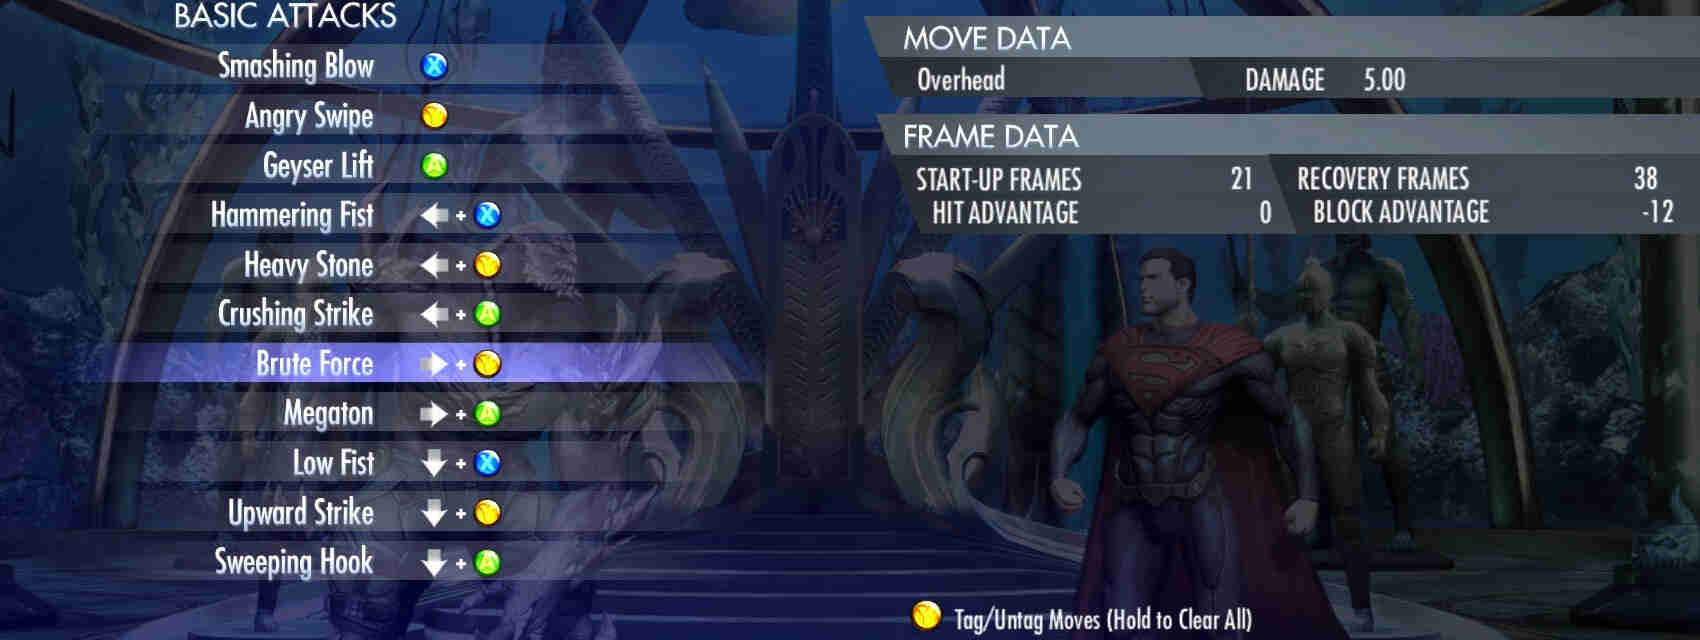 BASIC ATTACKS
Smashing Blow X
Angry Swipe Y
Geyser Lift A
Hammering Fist + X
Heavy Stone + Y
Crushing Strike + A
Brute Force + Y
Megaton + A
Low Fist + X
Upward Strike + Y
Sweeping Hook + A
MOVE DATA
Overhead DAMAGE 5.00
FRAME DATA
START-UP FRAMES 21 RECOVERY FRAMES 38
HIT ADVANTAGE 0 BLOCK ADVANTAGE -12
Y Tag/Untag Moves (Hold to Clear All)